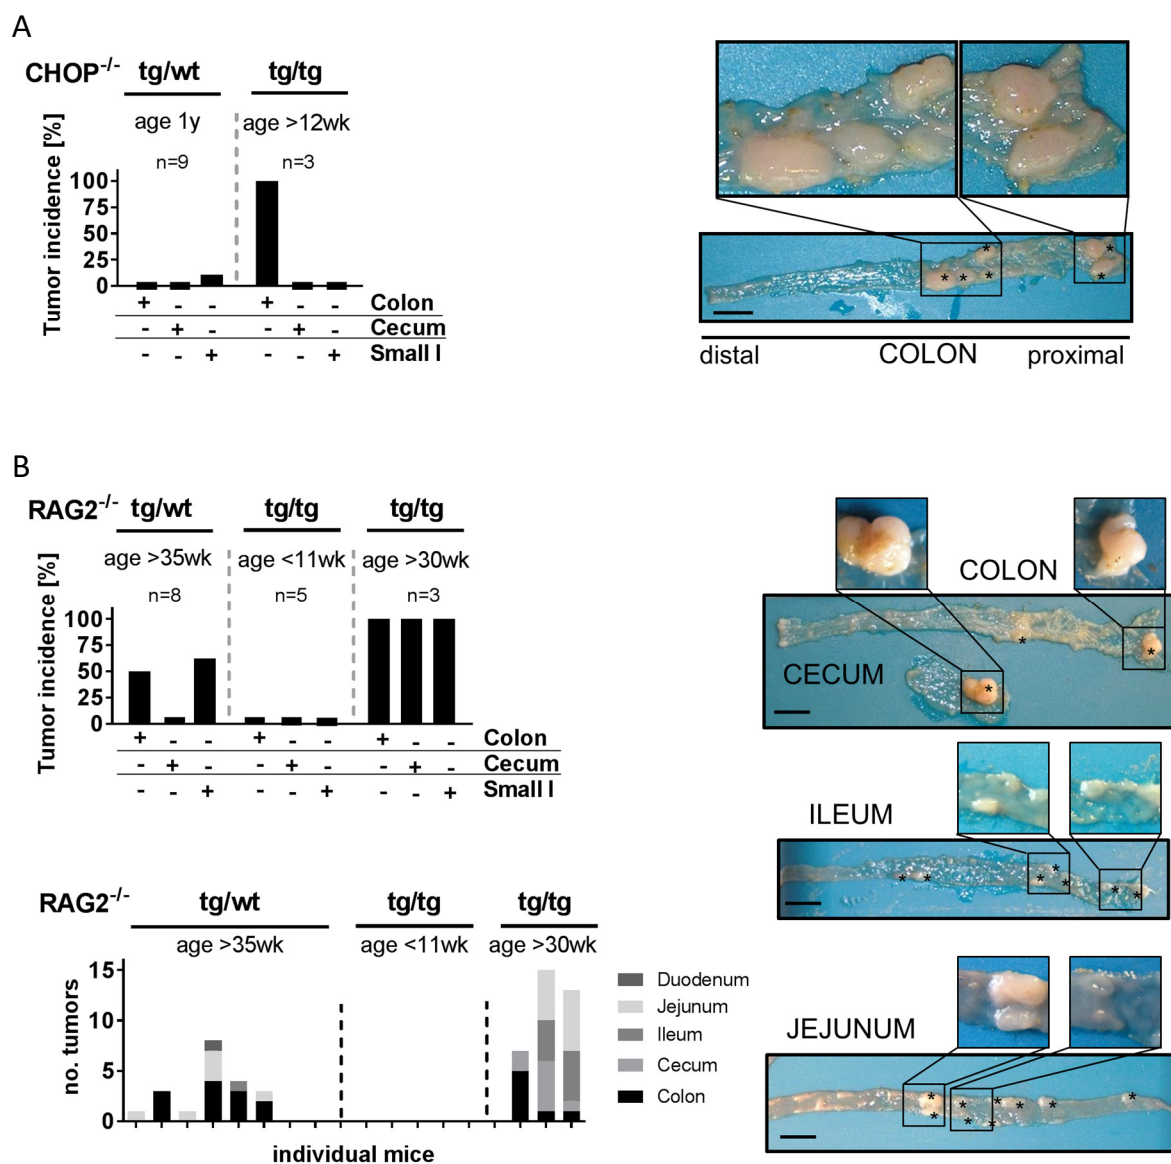 A
CHOP-/- tg/wt tg/tg
age 1y age >12wk
n=9 n=3
Tumor incidence [%]
100
75
50
25
0
+ - - + - - Colon
- + - - + - Cecum
- - + - - + Small I
* * * * * *
distal COLON proximal
B
RAG2-/- tg/wt tg/tg tg/tg
age >35wk age <11wk age >30wk
n=8 n=5 n=3
Tumor incidence [%]
100
75
50
25
0
+ - - + - - + - - Colon
- + - - + - - + - Cecum
- - + - - + - - + Small I
COLON
* *
CECUM
*
ILEUM
* * * * * * *
JEJUNUM
* * * * * * * * *
RAG2-/- tg/wt tg/tg tg/tg
age >35wk age <11wk age >30wk
no. tumors
15
10
5
0
individual mice
Duodenum
Jejunum
Ileum
Cecum
Colon